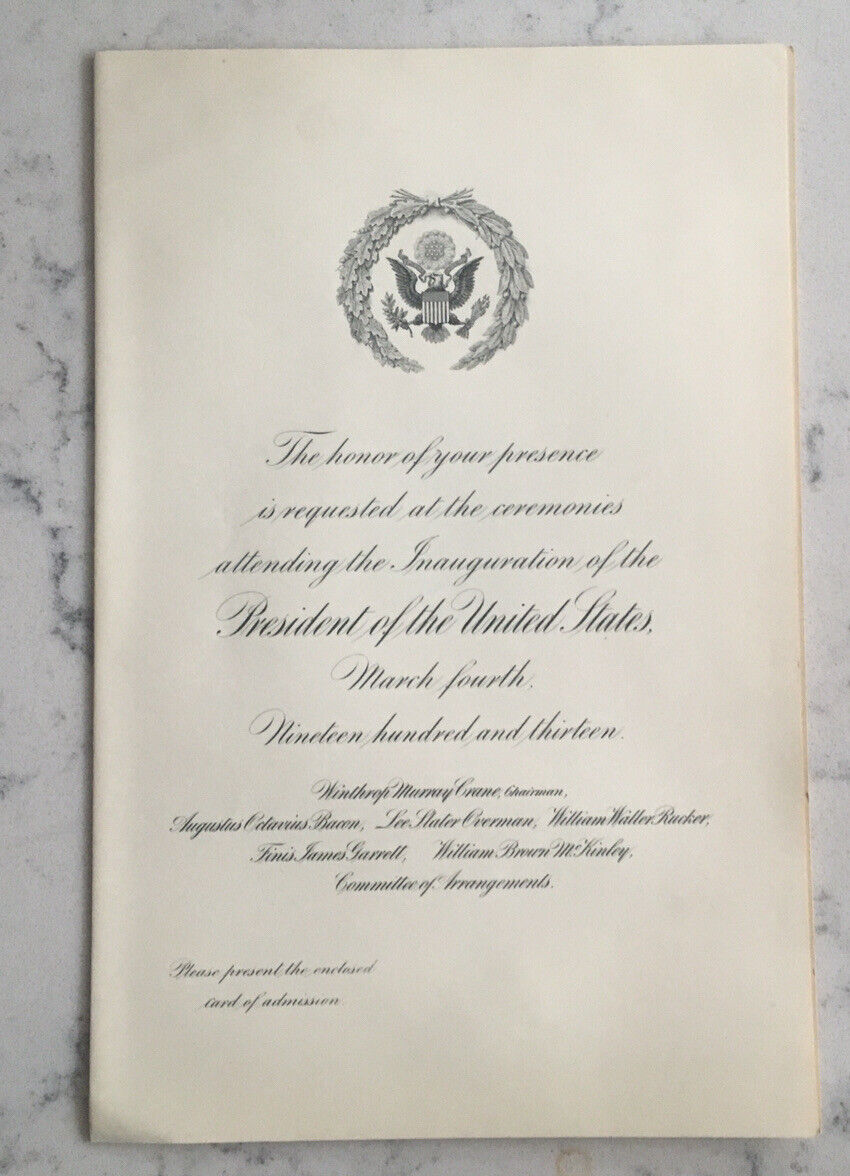 The honor of your presence
is requested at the ceremonies
attending the Inauguration of the
President of the United States,
March fourth.
Nineteen hundred and thirteen.
Winthrop Murray Crane, Chairman,
Augustus Octavius Bacon, Lee Slater Overman, William Waller Rucker,
Finis James Garrett, William Brown McKinley,
Committee of Arrangements.
Please present the enclosed
card of admission